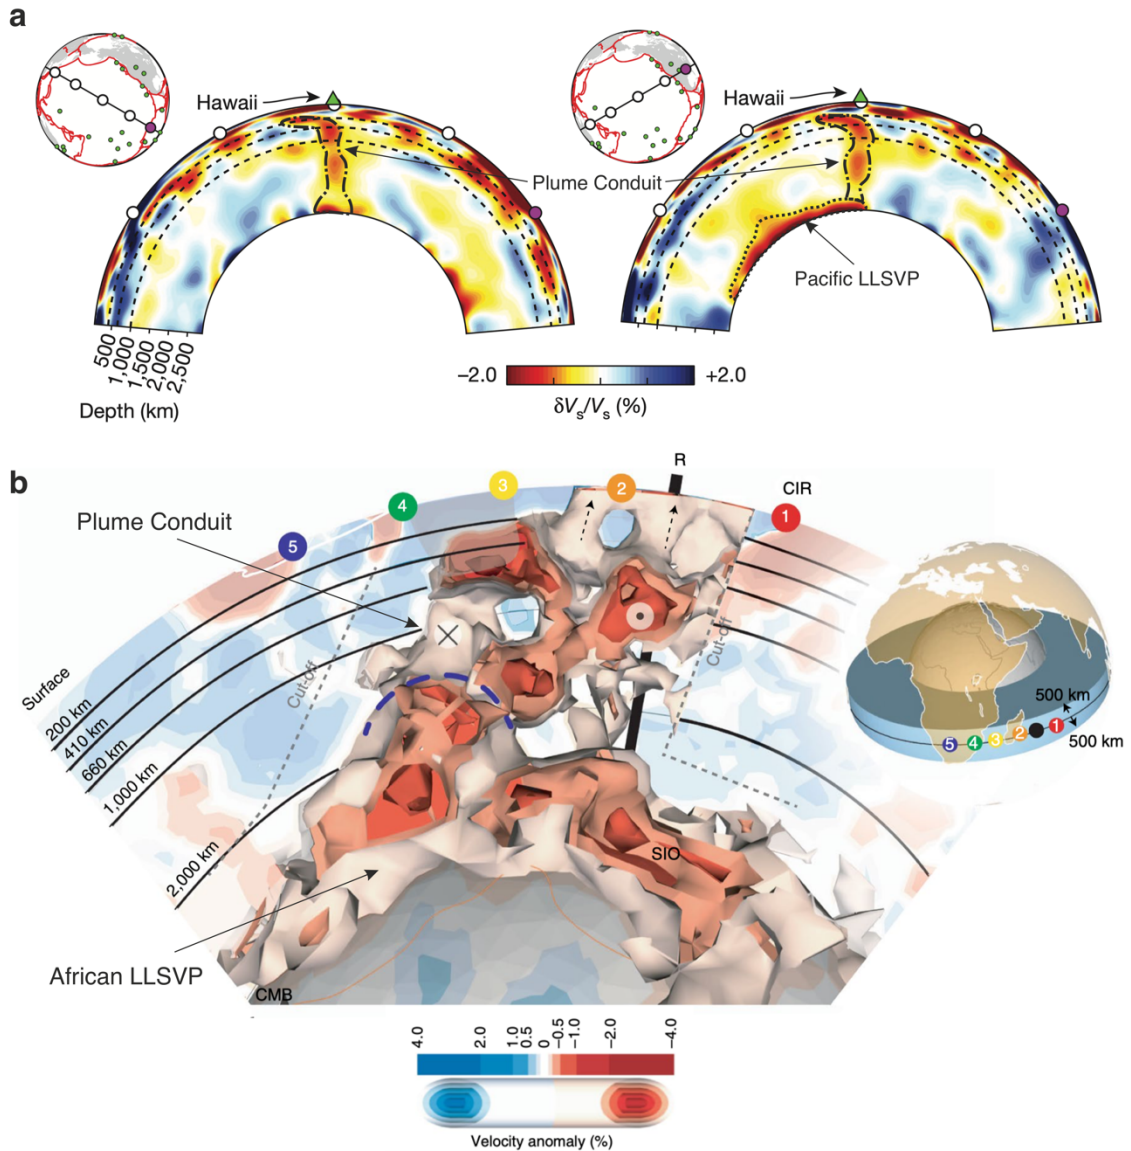 a
Hawaii
Hawaii
Plume Conduit
Pacific LLSVP
500
1,000
1,500
2,000
2,500
Depth (km)
−2.0
+2.0
δVs/Vs (%)
b
R
CIR
1
2
3
4
5
Plume Conduit
Cut-off
Cut-off
Surface
200 km
410 km
660 km
1,000 km
2,000 km
SIO
African LLSVP
CMB
500 km
500 km
5
4
3
2
1
4.0
2.0
1.0
0.5
0
−0.5
−1.0
−2.0
−4.0
Velocity anomaly (%)